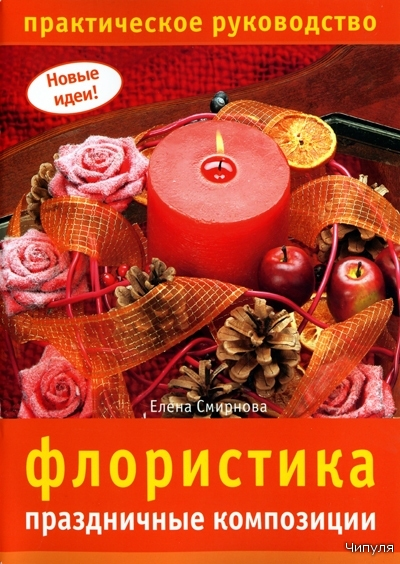 практическое руководство
Новые
идеи!
Елена Смирнова
флористика
праздничные композиции
Чипуля